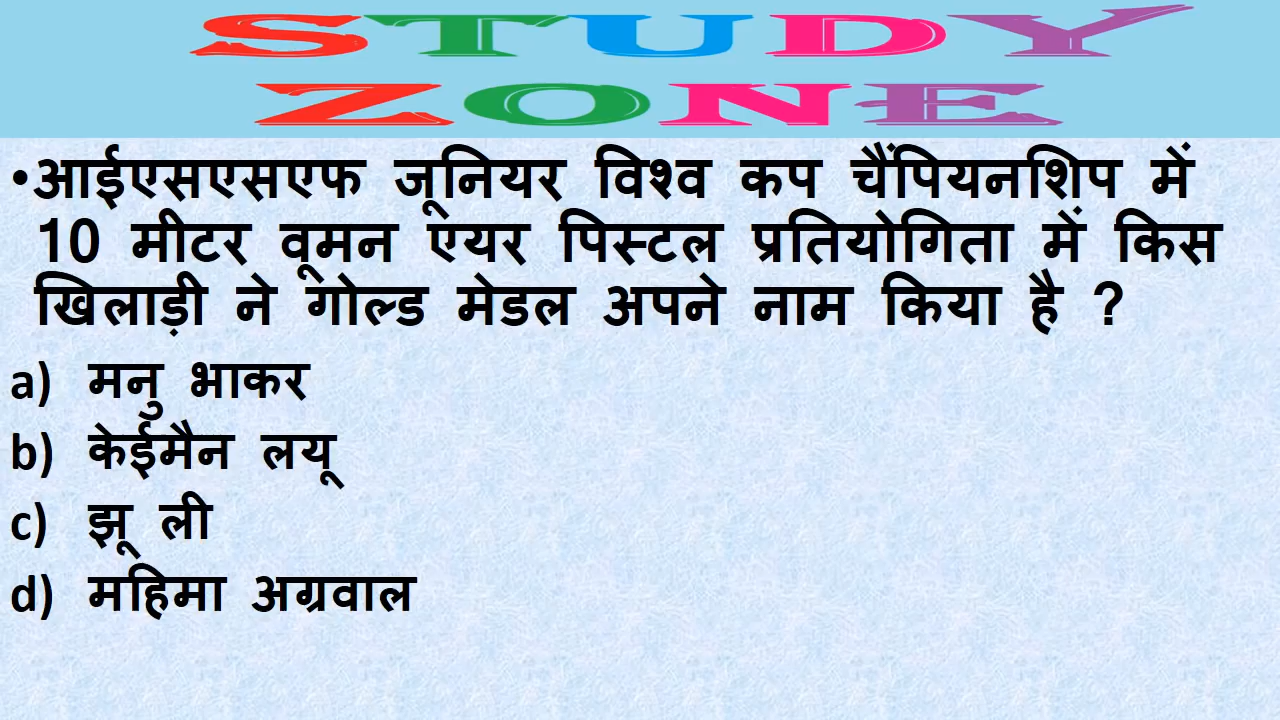 STUDY
ZONE
•आईएसएसएफ जूनियर विश्व कप चैंपियनशिप में
10 मीटर वूमन एयर पिस्टल प्रतियोगिता में किस
खिलाड़ी ने गोल्ड मेडल अपने नाम किया है ?
a) मनु भाकर
b) केईमैन लयू
c) झू ली
d) महिमा अग्रवाल